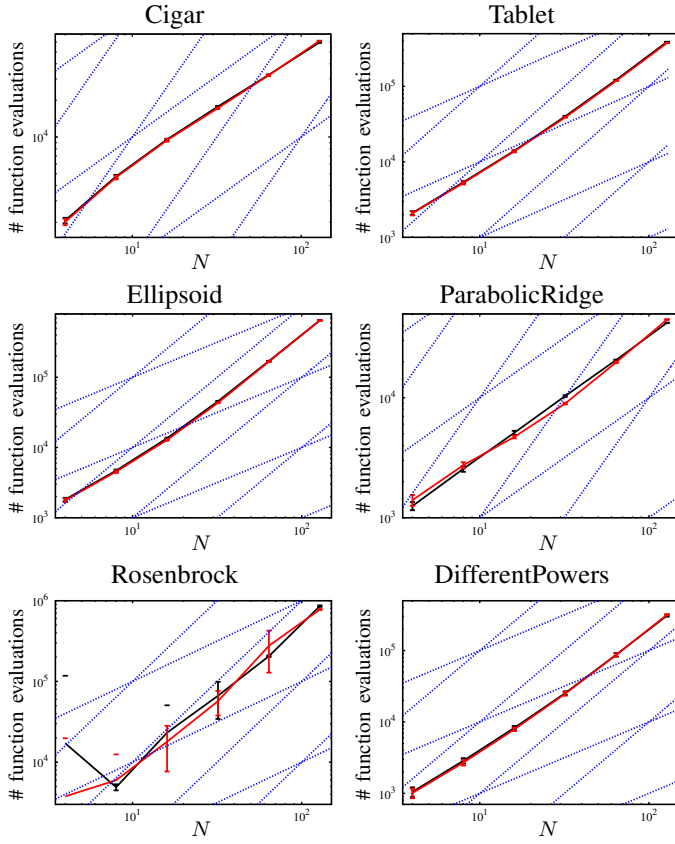 Cigar
# function evaluations
10^4
10^1
10^2
N
Tablet
# function evaluations
10^5
10^4
10^3
10^1
10^2
N
Ellipsoid
# function evaluations
10^5
10^4
10^3
10^1
10^2
N
ParabolicRidge
# function evaluations
10^4
10^3
10^1
10^2
N
Rosenbrock
# function evaluations
10^6
10^5
10^4
10^1
10^2
N
DifferentPowers
# function evaluations
10^5
10^4
10^3
10^1
10^2
N